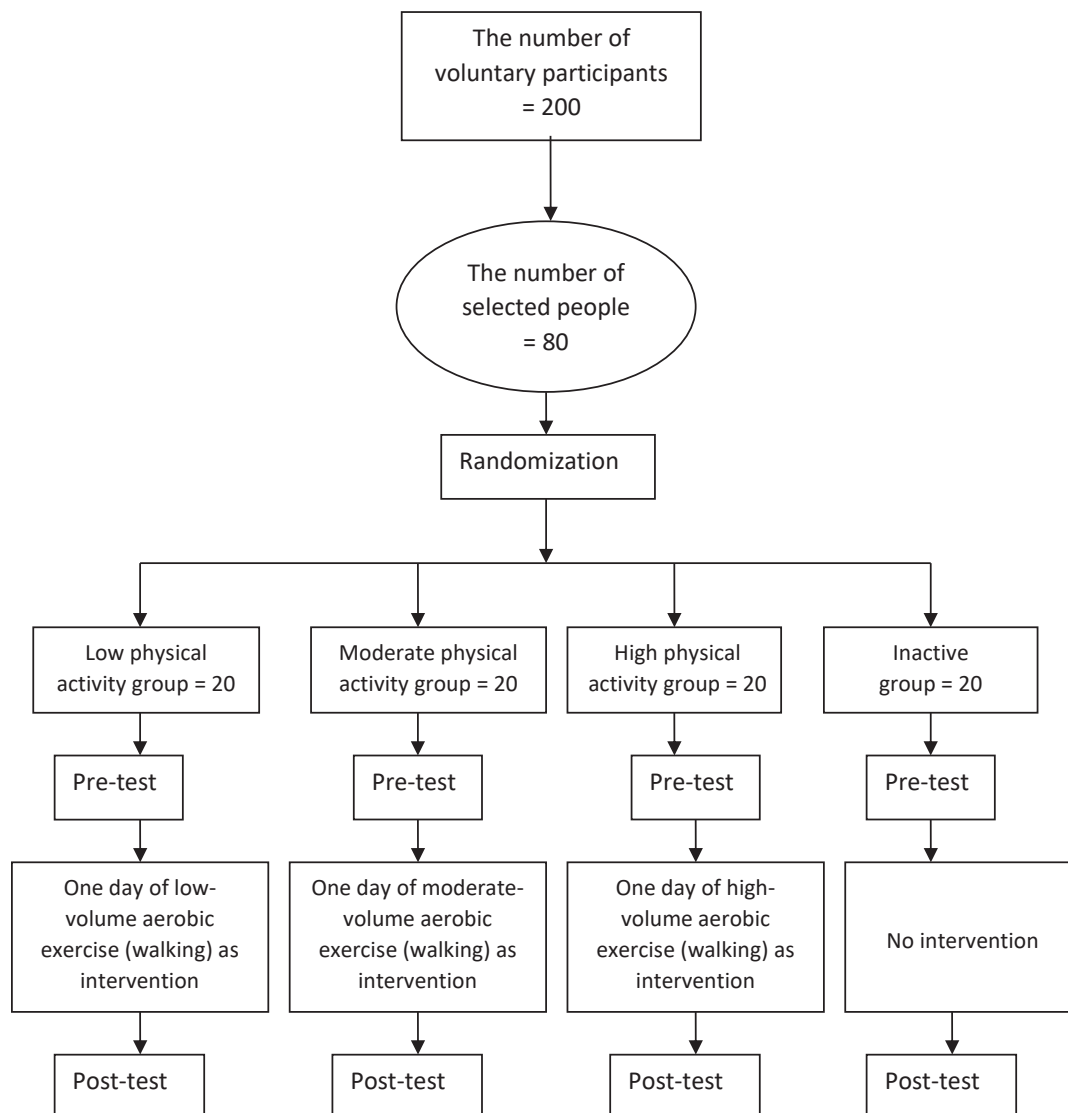 The number of
voluntary participants
= 200
The number of
selected people
= 80
Randomization
Low physical
activity group = 20
Moderate physical
activity group = 20
High physical
activity group = 20
Inactive
group = 20
Pre-test
Pre-test
Pre-test
Pre-test
One day of low-
volume aerobic
exercise (walking) as
intervention
One day of moderate-
volume aerobic
exercise (walking) as
intervention
One day of high-
volume aerobic
exercise (walking) as
intervention
No intervention
Post-test
Post-test
Post-test
Post-test